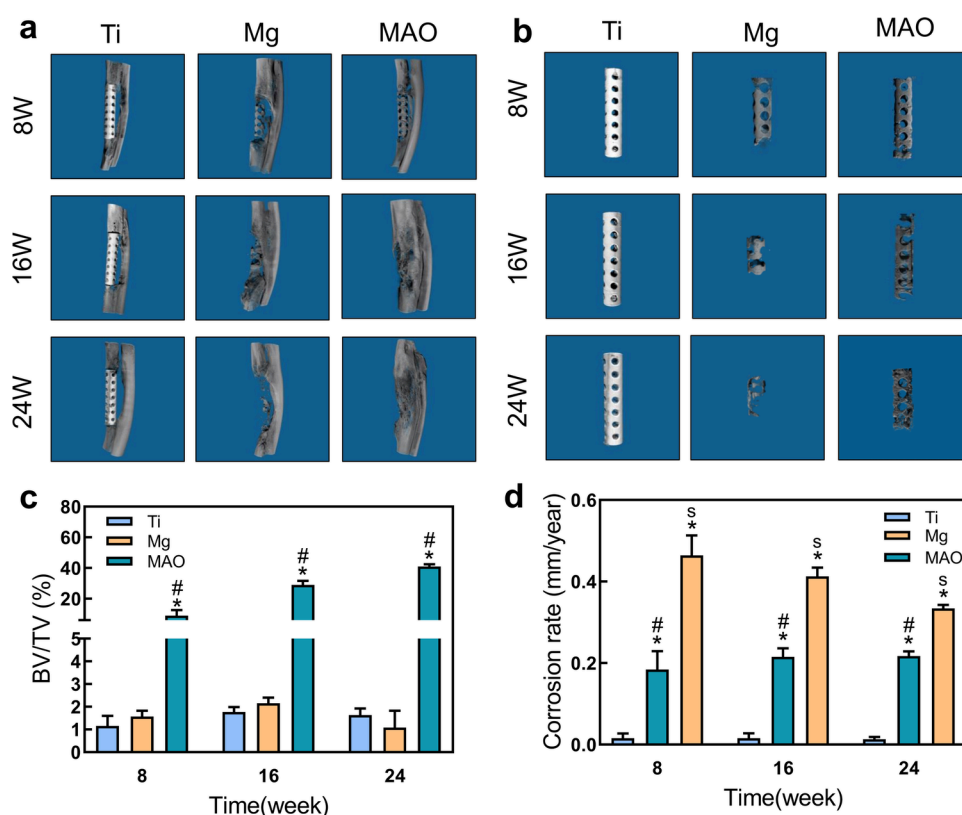 a
Ti Mg MAO
8W
16W
24W
b
Ti Mg MAO
8W
16W
24W
c
BV/TV (%)
80
60
40
20
5
4
3
2
1
0
Ti
Mg
MAO
#
*
#
*
#
*
8 16 24
Time(week)
d
Corrosion rate (mm/year)
0.6
0.4
0.2
0.0
Ti
MAO
Mg
#
*
s
*
#
*
s
*
#
*
s
*
8 16 24
Time(week)